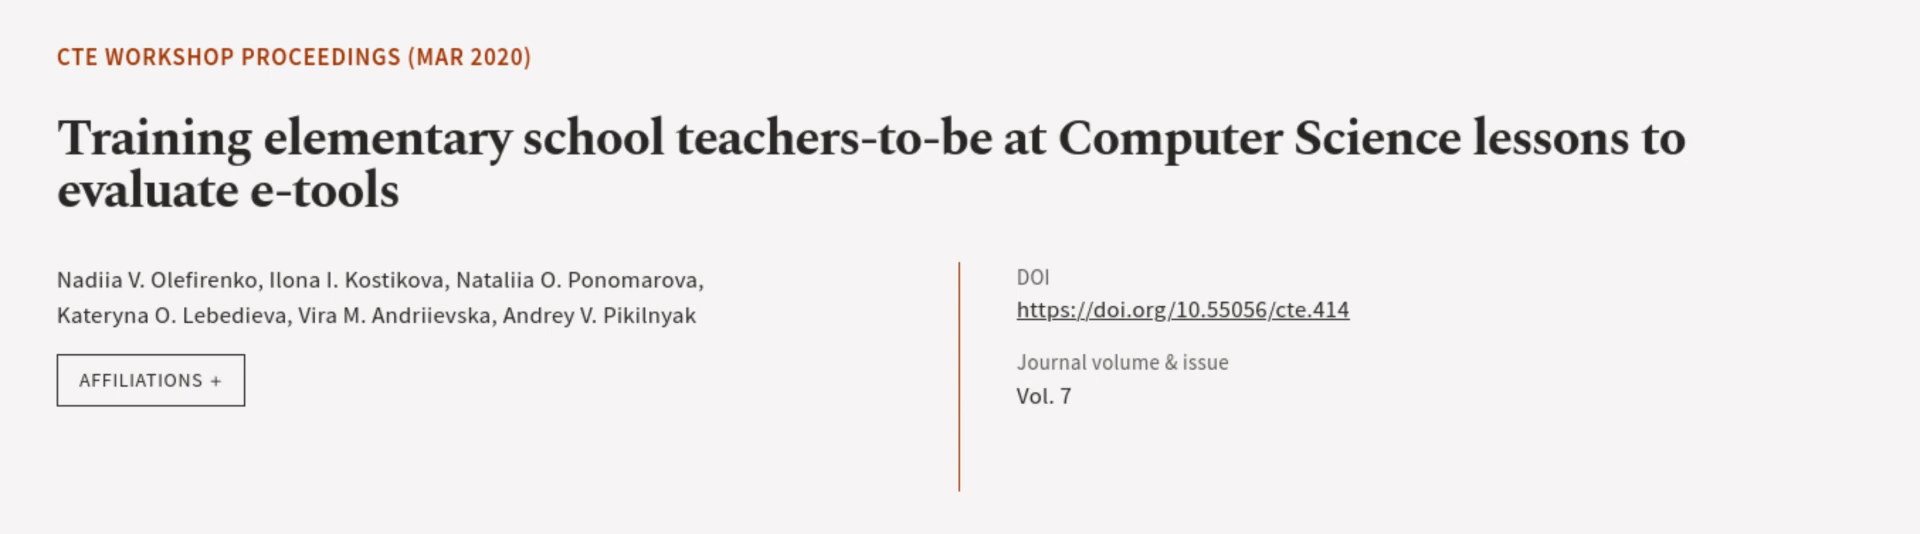 CTE WORKSHOP PROCEEDINGS (MAR 2020)
Training elementary school teachers-to-be at Computer Science lessons to
evaluate e-tools
Nadiia V. Olefirenko, Ilona I. Kostikova, Nataliia O. Ponomarova,
Kateryna O. Lebedieva, Vira M. Andriievska, Andrey V. Pikilnyak
AFFILIATIONS +
DOI
https://doi.org/10.55056/cte.414
Journal volume & issue
Vol. 7